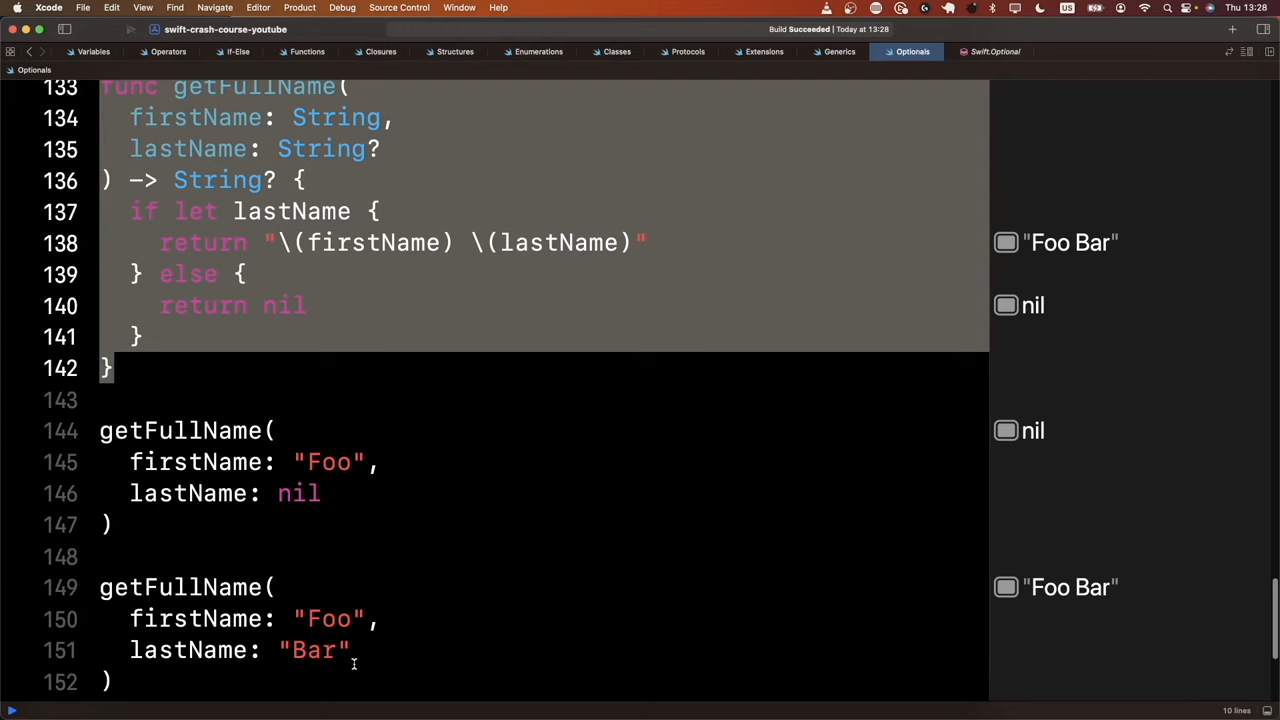 Xcode File Edit View Find Navigate Editor Product Debug Source Control Window Help US Thu 13:28
swift-crash-course-youtube Build Succeeded | Today at 13:28
Variables Operators If-Else Functions Closures Structures Enumerations Classes Protocols Extensions Generics Optionals Swift.Optional
Optionals
133 func getFullName(
134 firstName: String,
135 lastName: String?
136 ) -> String? {
137 if let lastName {
138 return "\(firstName) \(lastName)" "Foo Bar"
139 } else {
140 return nil nil
141 }
142 }
143
144 getFullName( nil
145 firstName: "Foo",
146 lastName: nil
147 )
148
149 getFullName( "Foo Bar"
150 firstName: "Foo",
151 lastName: "Bar"
152 )
10 lines